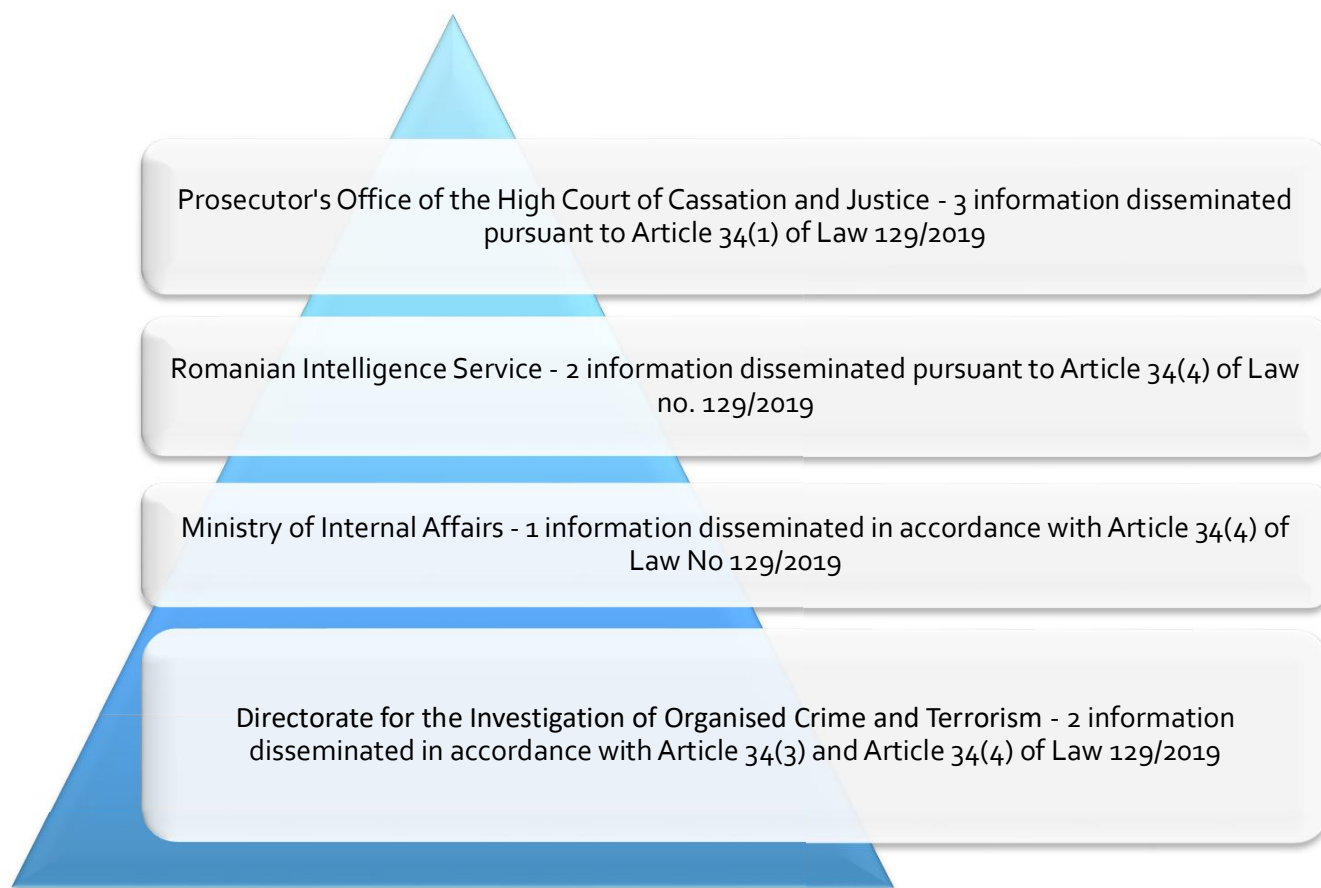 Prosecutor's Office of the High Court of Cassation and Justice - 3 information disseminated
pursuant to Article 34(1) of Law 129/2019
Romanian Intelligence Service - 2 information disseminated pursuant to Article 34(4) of Law
no. 129/2019
Ministry of Internal Affairs - 1 information disseminated in accordance with Article 34(4) of
Law No 129/2019
Directorate for the Investigation of Organised Crime and Terrorism - 2 information
disseminated in accordance with Article 34(3) and Article 34(4) of Law 129/2019